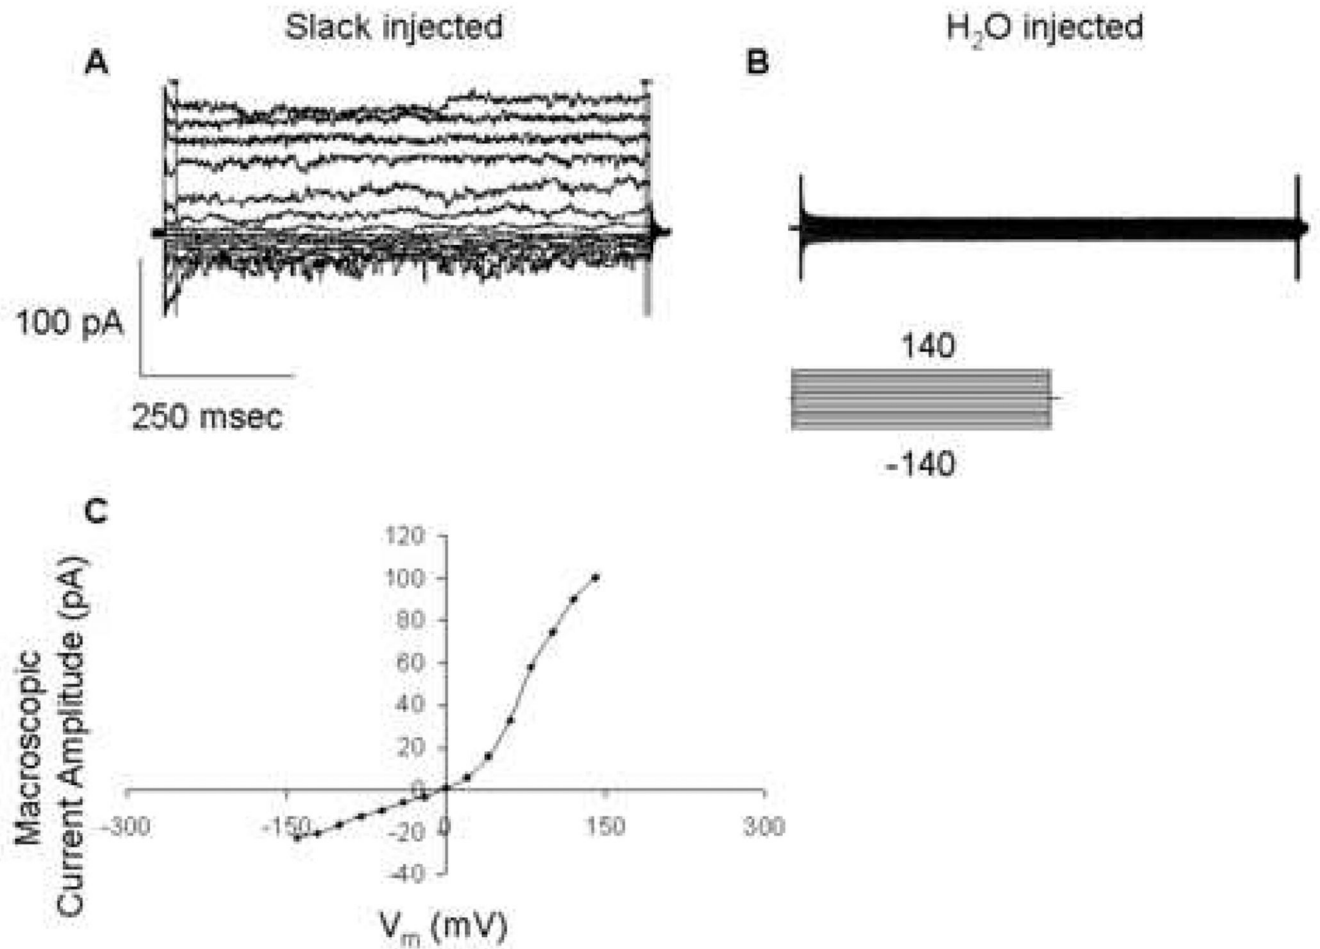 Slack injected
H₂O injected
A
B
100 pA
250 msec
140
-140
C
Macroscopic
Current Amplitude (pA)
120
100
80
60
40
20
0
-20
-40
-300
-150
0
150
300
Vₘ (mV)